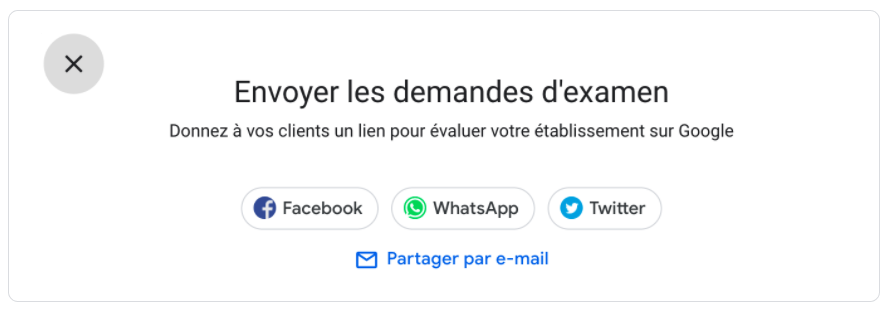 Envoyer les demandes d'examen
Donnez à vos clients un lien pour évaluer votre établissement sur Google
Facebook WhatsApp Twitter
Partager par e-mail